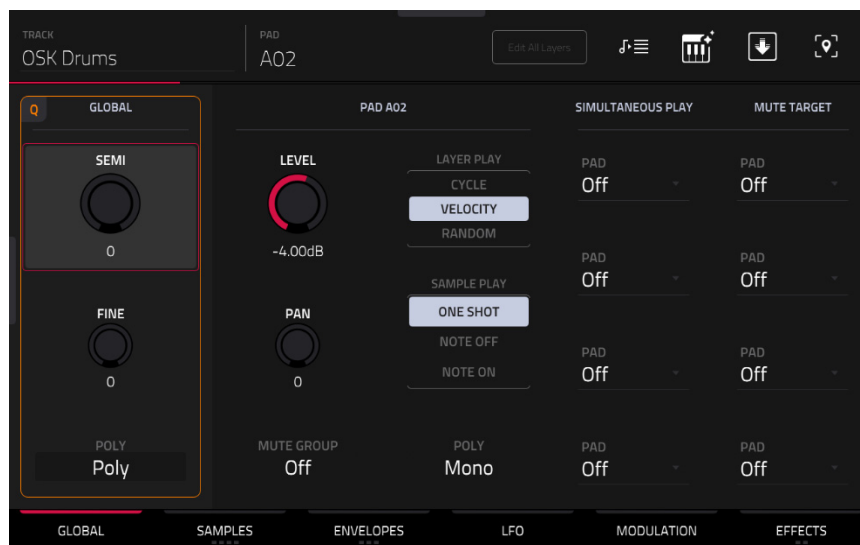 TRACK
OSK Drums
PAD
A02
Edit All Layers
Q
GLOBAL
SEMI
0
FINE
0
POLY
Poly
PAD A02
LEVEL
-4.00dB
PAN
0
MUTE GROUP
Off
LAYER PLAY
CYCLE
VELOCITY
RANDOM
SAMPLE PLAY
ONE SHOT
NOTE OFF
NOTE ON
POLY
Mono
SIMULTANEOUS PLAY
PAD
Off
PAD
Off
PAD
Off
PAD
Off
MUTE TARGET
PAD
Off
PAD
Off
PAD
Off
PAD
Off
GLOBAL
SAMPLES
ENVELOPES
LFO
MODULATION
EFFECTS